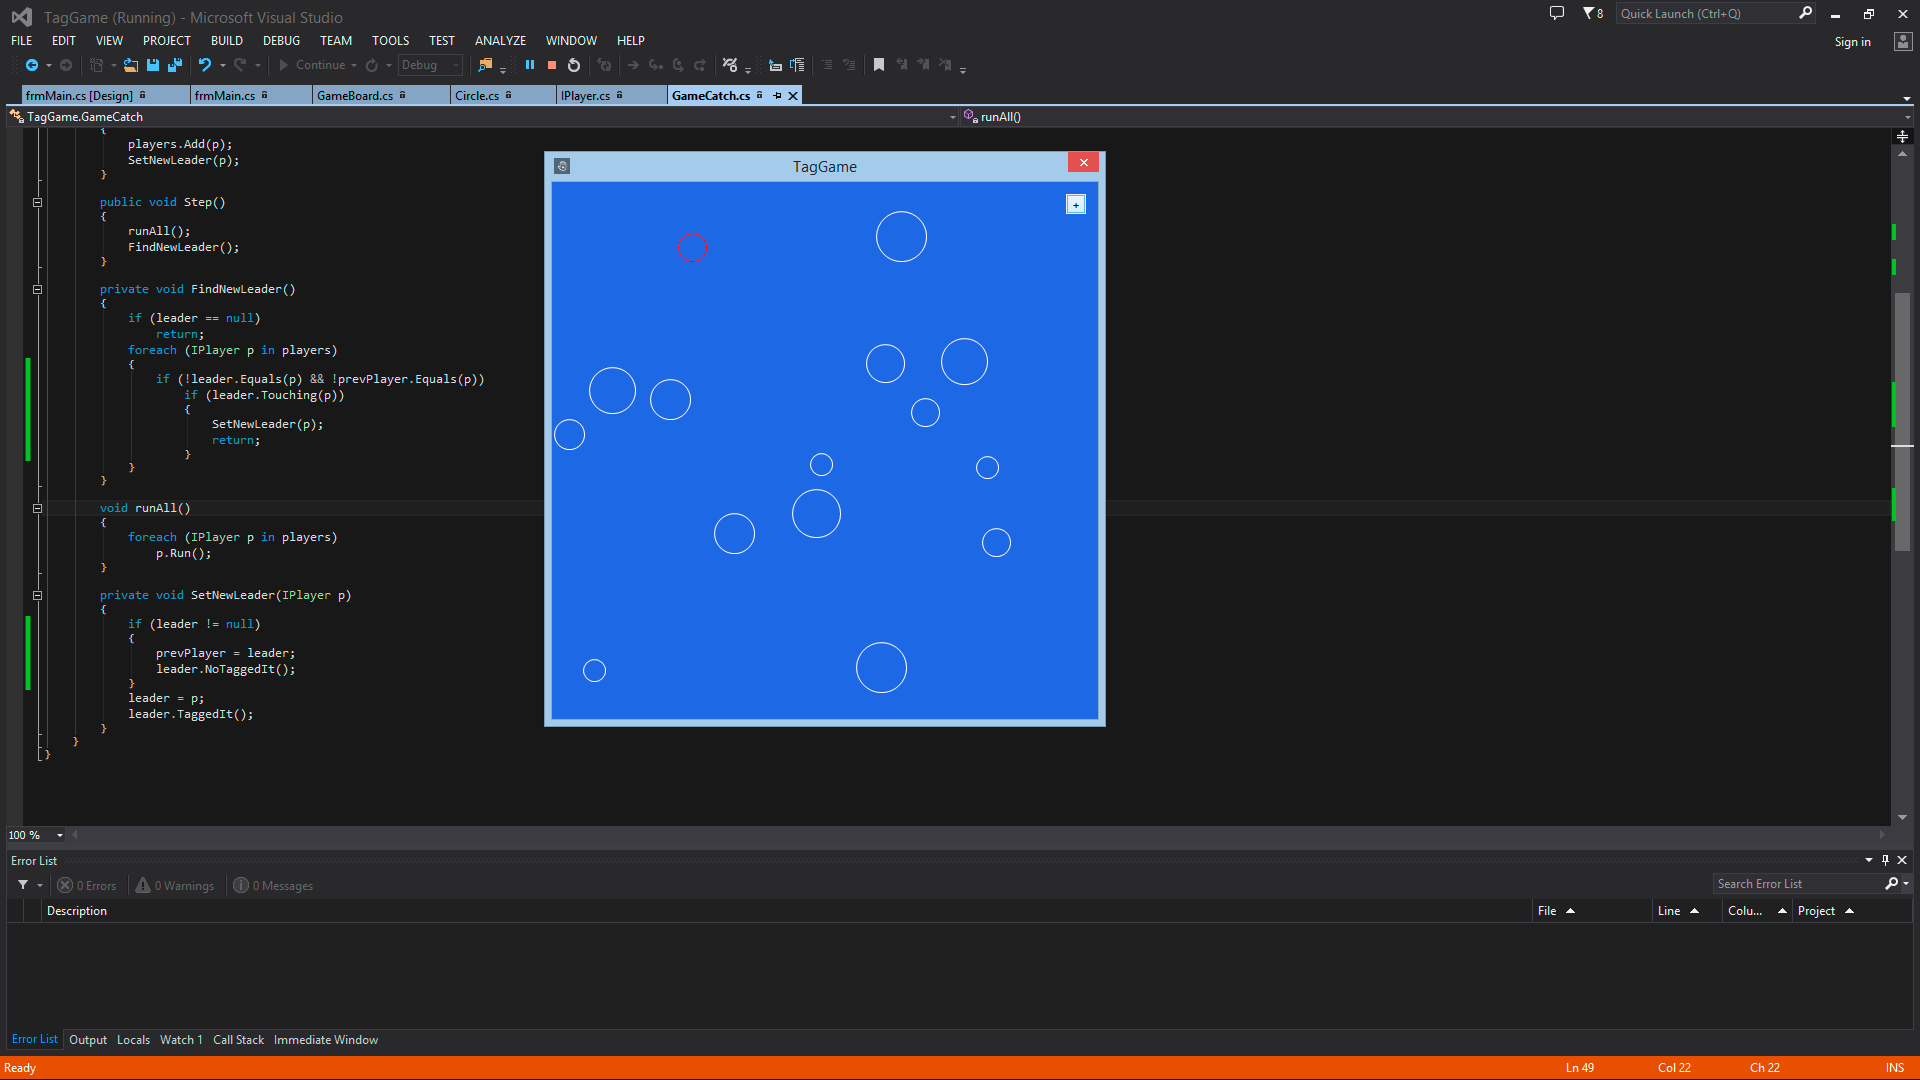 TagGame (Running) - Microsoft Visual Studio
8
Quick Launch (Ctrl+Q)
FILE EDIT VIEW PROJECT BUILD DEBUG TEAM TOOLS TEST ANALYZE WINDOW HELP
Sign in
Continue
Debug
frmMain.cs [Design] frmMain.cs GameBoard.cs Circle.cs IPlayer.cs GameCatch.cs
TagGame.GameCatch
runAll()
{
players.Add(p);
SetNewLeader(p);
}
public void Step()
{
runAll();
FindNewLeader();
}
private void FindNewLeader()
{
if (leader == null)
return;
foreach (IPlayer p in players)
{
if (!leader.Equals(p) && !prevPlayer.Equals(p))
if (leader.Touching(p))
{
SetNewLeader(p);
return;
}
}
}
void runAll()
{
foreach (IPlayer p in players)
p.Run();
}
private void SetNewLeader(IPlayer p)
{
if (leader != null)
{
prevPlayer = leader;
leader.NoTaggedIt();
}
leader = p;
leader.TaggedIt();
}
}
}
TagGame
+
100 %
Error List
0 Errors 0 Warnings 0 Messages
Search Error List
Description File Line Colu... Project
Error List Output Locals Watch 1 Call Stack Immediate Window
Ready Ln 49 Col 22 Ch 22 INS